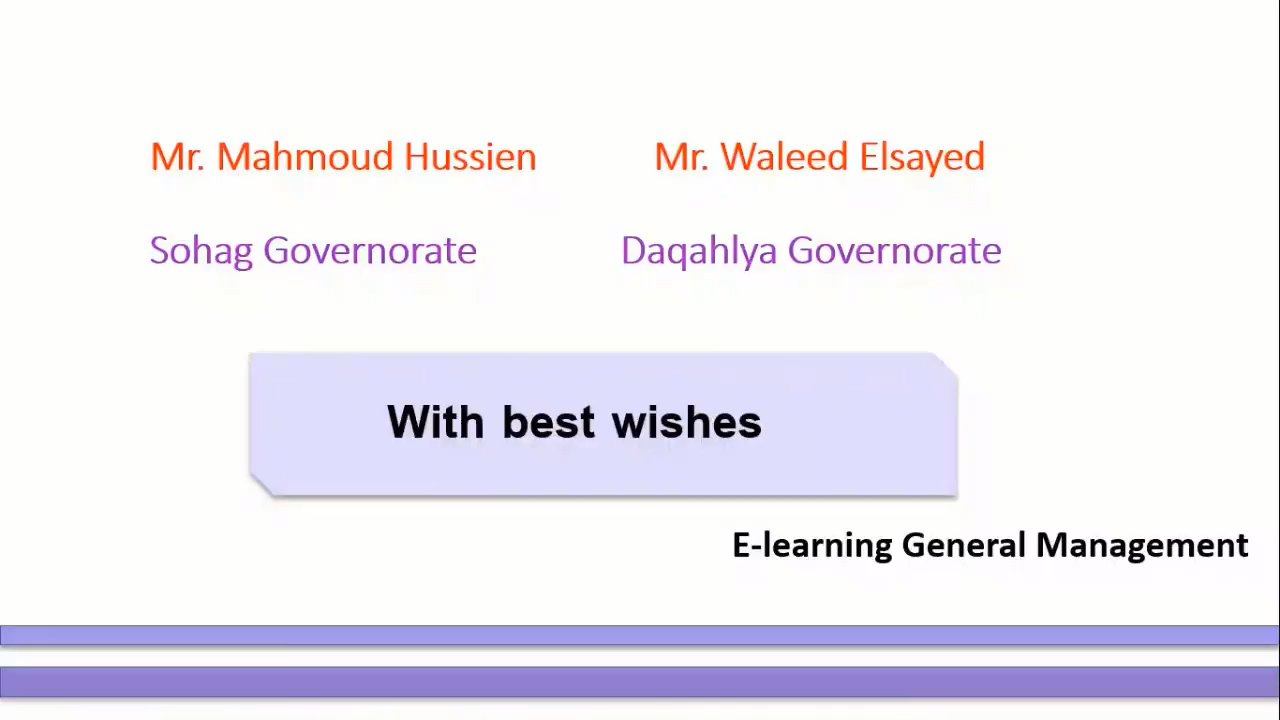 Mr. Mahmoud Hussien Mr. Waleed Elsayed
Sohag Governorate Daqahlya Governorate
With best wishes
E-learning General Management